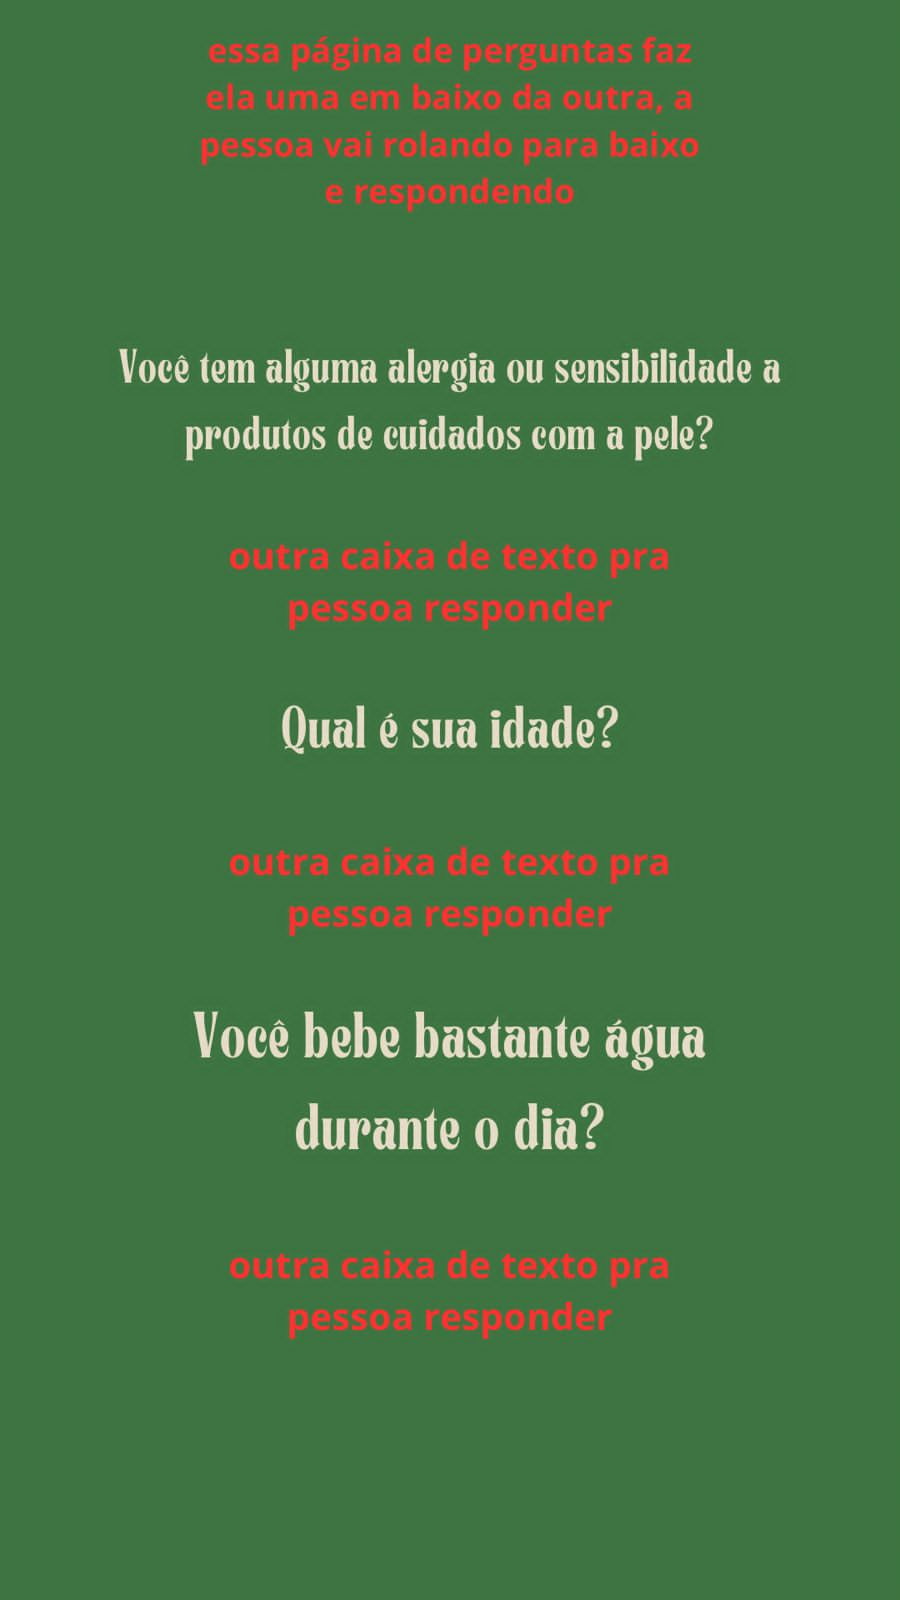 essa página de perguntas faz
ela uma em baixo da outra, a
pessoa vai rolando para baixo
e respondendo
Você tem alguma alergia ou sensibilidade a
produtos de cuidados com a pele?
outra caixa de texto pra
pessoa responder
Qual é sua idade?
outra caixa de texto pra
pessoa responder
Você bebe bastante água
durante o dia?
outra caixa de texto pra
pessoa responder